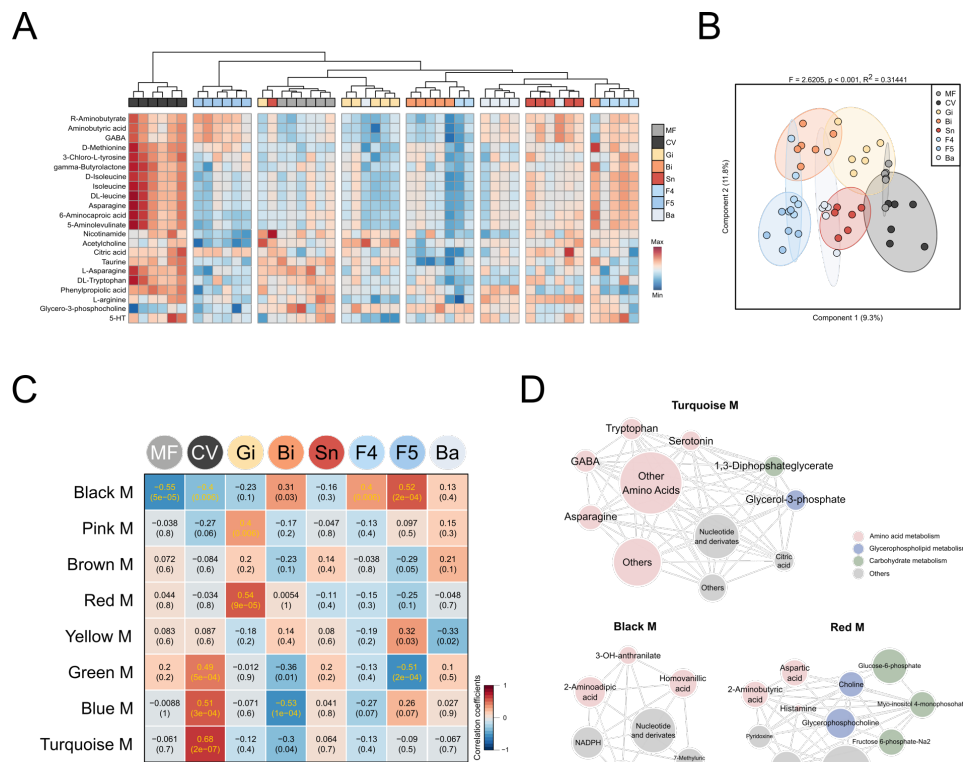 A
R-Aminobutyrate
Aminobutyric acid
GABA
D-Methionine
3-Chloro-L-tyrosine
gamma-Butyrolactone
D-Isoleucine
Isoleucine
DL-leucine
Asparagine
6-Aminocaproic acid
5-Aminolevulinate
Nicotinamide
Acetylcholine
Citric acid
Taurine
L-Asparagine
DL-Tryptophan
Phenylpropiolic acid
L-arginine
Glycero-3-phosphocholine
5-HT
MF
CV
Gi
Bi
Sn
F4
F5
Ba
Max
Min
B
F = 2.6205, p < 0.001, R² = 0.31441
Component 2 (11.8%)
Component 1 (9.3%)
MF
CV
Gi
Bi
Sn
F4
F5
Ba
C
MF CV Gi Bi Sn F4 F5 Ba
Black M −0.55 −0.4 −0.23 0.31 −0.16 0.4 0.52 0.13
(5e−05) (0.005) (0.1) (0.03) (0.3) (0.005) (2e−04) (0.4)
Pink M −0.038 −0.27 0.4 −0.17 −0.047 −0.13 0.097 0.15
(0.8) (0.06) (0.006) (0.2) (0.8) (0.4) (0.5) (0.3)
Brown M 0.072 −0.084 0.2 −0.23 0.14 −0.038 −0.29 0.21
(0.6) (0.6) (0.2) (0.1) (0.4) (0.8) (0.05) (0.1)
Red M 0.044 −0.034 0.54 0.0054 −0.11 −0.15 −0.25 −0.048
(0.8) (0.8) (9e−05) (1) (0.4) (0.3) (0.1) (0.7)
Yellow M 0.083 0.087 −0.18 0.14 0.08 −0.19 0.32 −0.33
(0.6) (0.6) (0.2) (0.4) (0.6) (0.2) (0.03) (0.02)
Green M 0.2 0.49 −0.012 −0.36 0.2 −0.13 −0.51 0.1
(0.2) (5e−04) (0.9) (0.01) (0.2) (0.4) (2e−04) (0.5)
Blue M −0.0088 0.51 −0.071 −0.53 0.041 −0.27 0.26 0.027
(1) (3e−04) (0.6) (1e−04) (0.8) (0.07) (0.07) (0.9)
Turquoise M −0.061 0.68 −0.12 −0.3 0.064 −0.13 −0.09 −0.067
(0.7) (2e−07) (0.4) (0.04) (0.7) (0.4) (0.5) (0.7)
Correlation coefficients
1
0
−1
D
Turquoise M
Tryptophan
Serotonin
GABA
Other
Amino Acids
1,3-Diphopshateglycerate
Glycerol-3-phosphate
Asparagine
Nucleotide
and derivates
Others
Citric
acid
Others
Amino acid metabolism
Glycerophospholipid metabolism
Carbohydrate metabolism
Others
Black M
3-OH-anthranilate
2-Aminoadipic
acid
Homovanillic
acid
Nucleotide
and derivates
NADPH
7-Methyluric
Red M
Glucose-6-phosphate
Aspartic
acid
Choline
2-Aminobutyric
acid
Histamine
Myo-inositol 4-monophosohate
Glycerophosphocholine
Pyridoxine
Fructose 6-phosphate-Na2